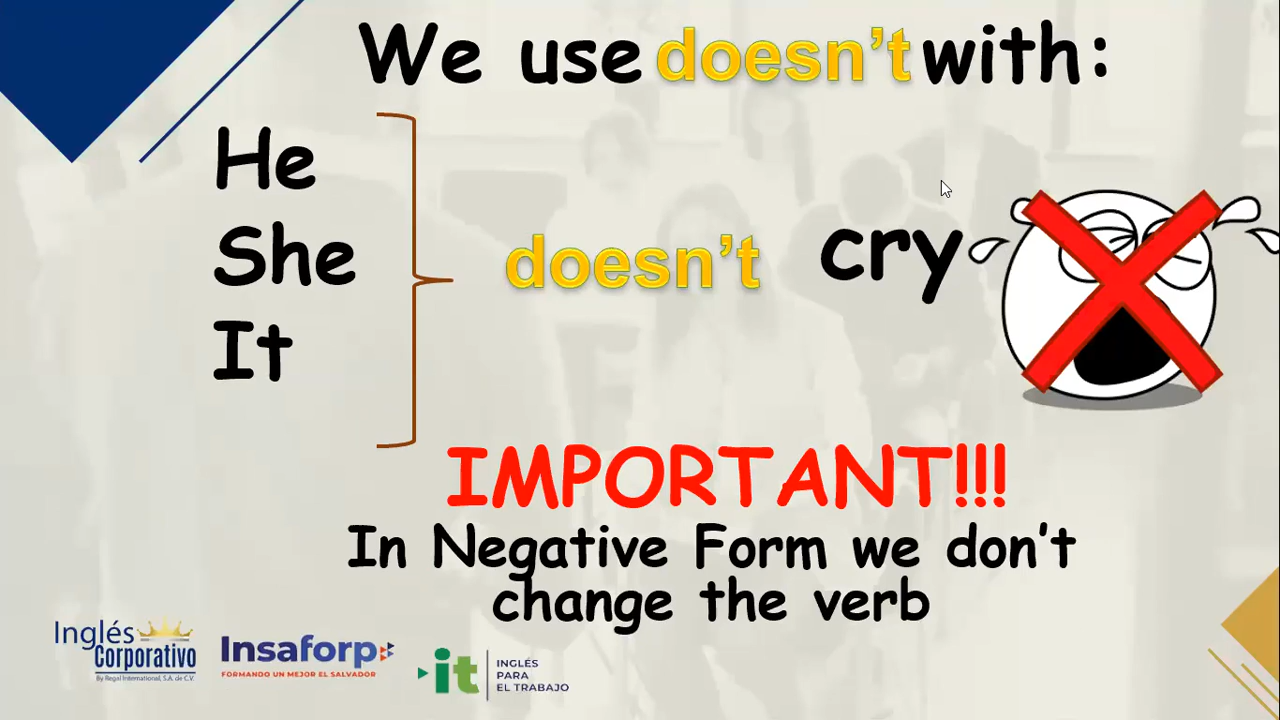 We use doesn't with:
He
She
It
doesn't cry
IMPORTANT!!!
In Negative Form we don't
change the verb
Inglés
Corporativo
By Regal International, S.A. de C.V.
Insaforp
FORMANDO UN MEJOR EL SALVADOR
it
INGLÉS
PARA
EL TRABAJO